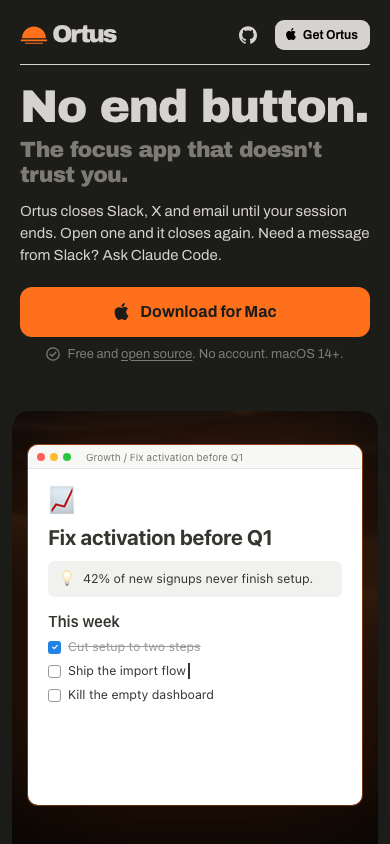 Ortus
Get Ortus
No end button.
The focus app that doesn't
trust you.
Ortus closes Slack, X and email until your session
ends. Open one and it closes again. Need a message
from Slack? Ask Claude Code.
Download for Mac
Free and open source. No account. macOS 14+.
Growth / Fix activation before Q1
Fix activation before Q1
42% of new signups never finish setup.
This week
Cut setup to two steps
Ship the import flow
Kill the empty dashboard